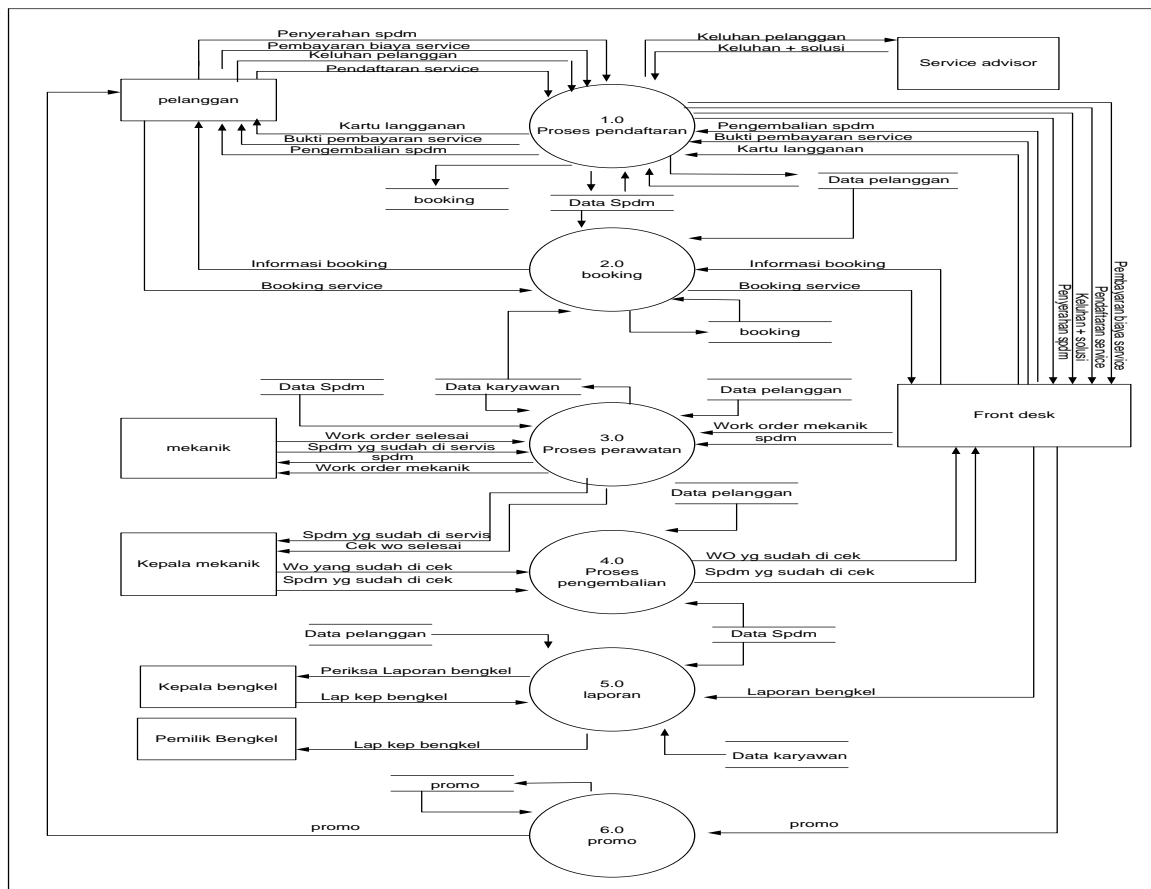 Penyerahan spdm
Pembayaran biaya service
Keluhan pelanggan
Pendaftaran service
Keluhan pelanggan
Keluhan + solusi
Service advisor
pelanggan
1.0
Proses pendaftaran
Kartu langganan
Bukti pembayaran service
Pengembalian spdm
Pengembalian spdm
Bukti pembayaran service
Kartu langganan
booking
Data Spdm
Data pelanggan
Informasi booking
Booking service
2.0
booking
Informasi booking
Booking service
booking
Penyerahan spdm
Keluhan + solusi
Pendaftaran service
Pembayaran biaya service
Data Spdm
Data karyawan
Data pelanggan
Front desk
mekanik
Work order selesai
Spdm yg sudah di servis
spdm
Work order mekanik
3.0
Proses perawatan
Work order mekanik
spdm
Data pelanggan
Kepala mekanik
Spdm yg sudah di servis
Cek wo selesai
Wo yang sudah di cek
Spdm yg sudah di cek
4.0
Proses
pengembalian
WO yg sudah di cek
Spdm yg sudah di cek
Data pelanggan
Data Spdm
Kepala bengkel
Periksa Laporan bengkel
Lap kep bengkel
5.0
laporan
Laporan bengkel
Pemilik Bengkel
Lap kep bengkel
Data karyawan
promo
promo
6.0
promo
promo